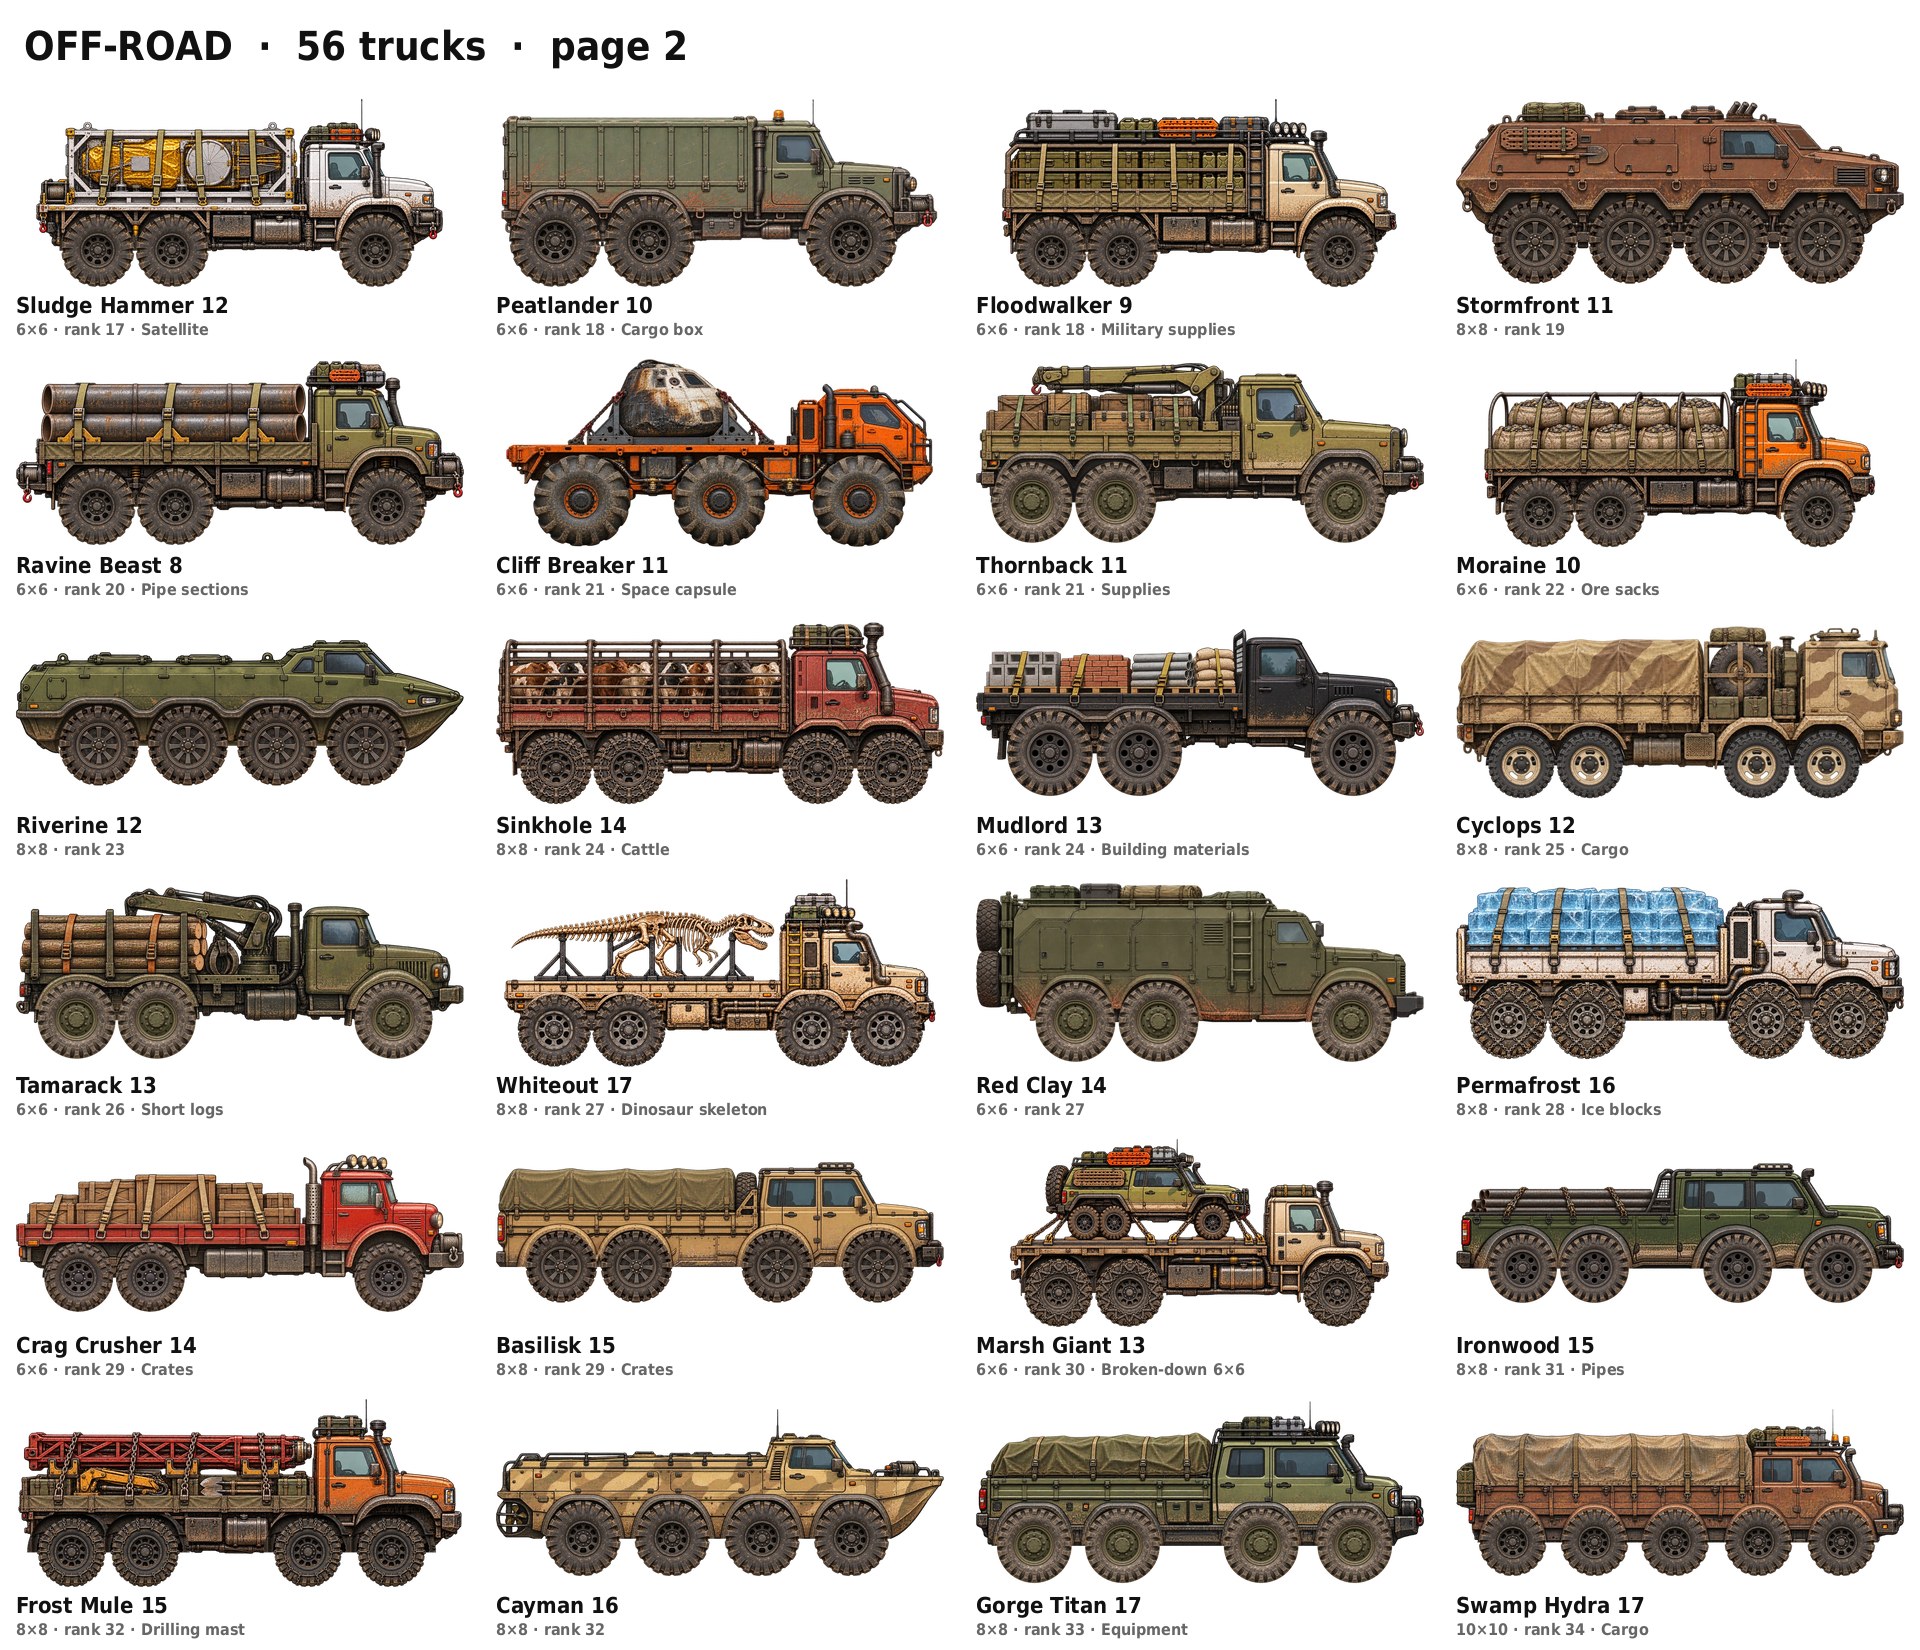 OFF-ROAD · 56 trucks · page 2
Sludge Hammer 12
6×6 · rank 17 · Satellite
Peatlander 10
6×6 · rank 18 · Cargo box
Floodwalker 9
6×6 · rank 18 · Military supplies
Stormfront 11
8×8 · rank 19
Ravine Beast 8
6×6 · rank 20 · Pipe sections
Cliff Breaker 11
6×6 · rank 21 · Space capsule
Thornback 11
6×6 · rank 21 · Supplies
Moraine 10
6×6 · rank 22 · Ore sacks
Riverine 12
8×8 · rank 23
Sinkhole 14
8×8 · rank 24 · Cattle
Mudlord 13
6×6 · rank 24 · Building materials
Cyclops 12
8×8 · rank 25 · Cargo
Tamarack 13
6×6 · rank 26 · Short logs
Whiteout 17
8×8 · rank 27 · Dinosaur skeleton
Red Clay 14
6×6 · rank 27
Permafrost 16
8×8 · rank 28 · Ice blocks
Crag Crusher 14
6×6 · rank 29 · Crates
Basilisk 15
8×8 · rank 29 · Crates
Marsh Giant 13
6×6 · rank 30 · Broken-down 6×6
Ironwood 15
8×8 · rank 31 · Pipes
Frost Mule 15
8×8 · rank 32 · Drilling mast
Cayman 16
8×8 · rank 32
Gorge Titan 17
8×8 · rank 33 · Equipment
Swamp Hydra 17
10×10 · rank 34 · Cargo